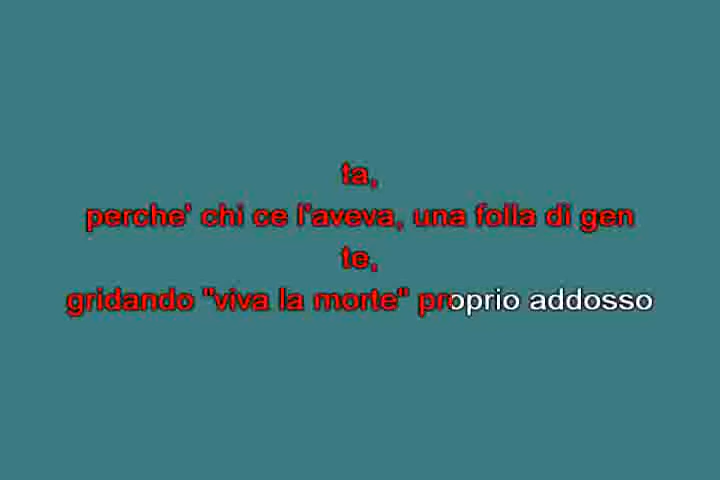 ta,
perche' chi ce l'aveva, una folla di gen
te,
gridando "viva la morte" proprio addosso